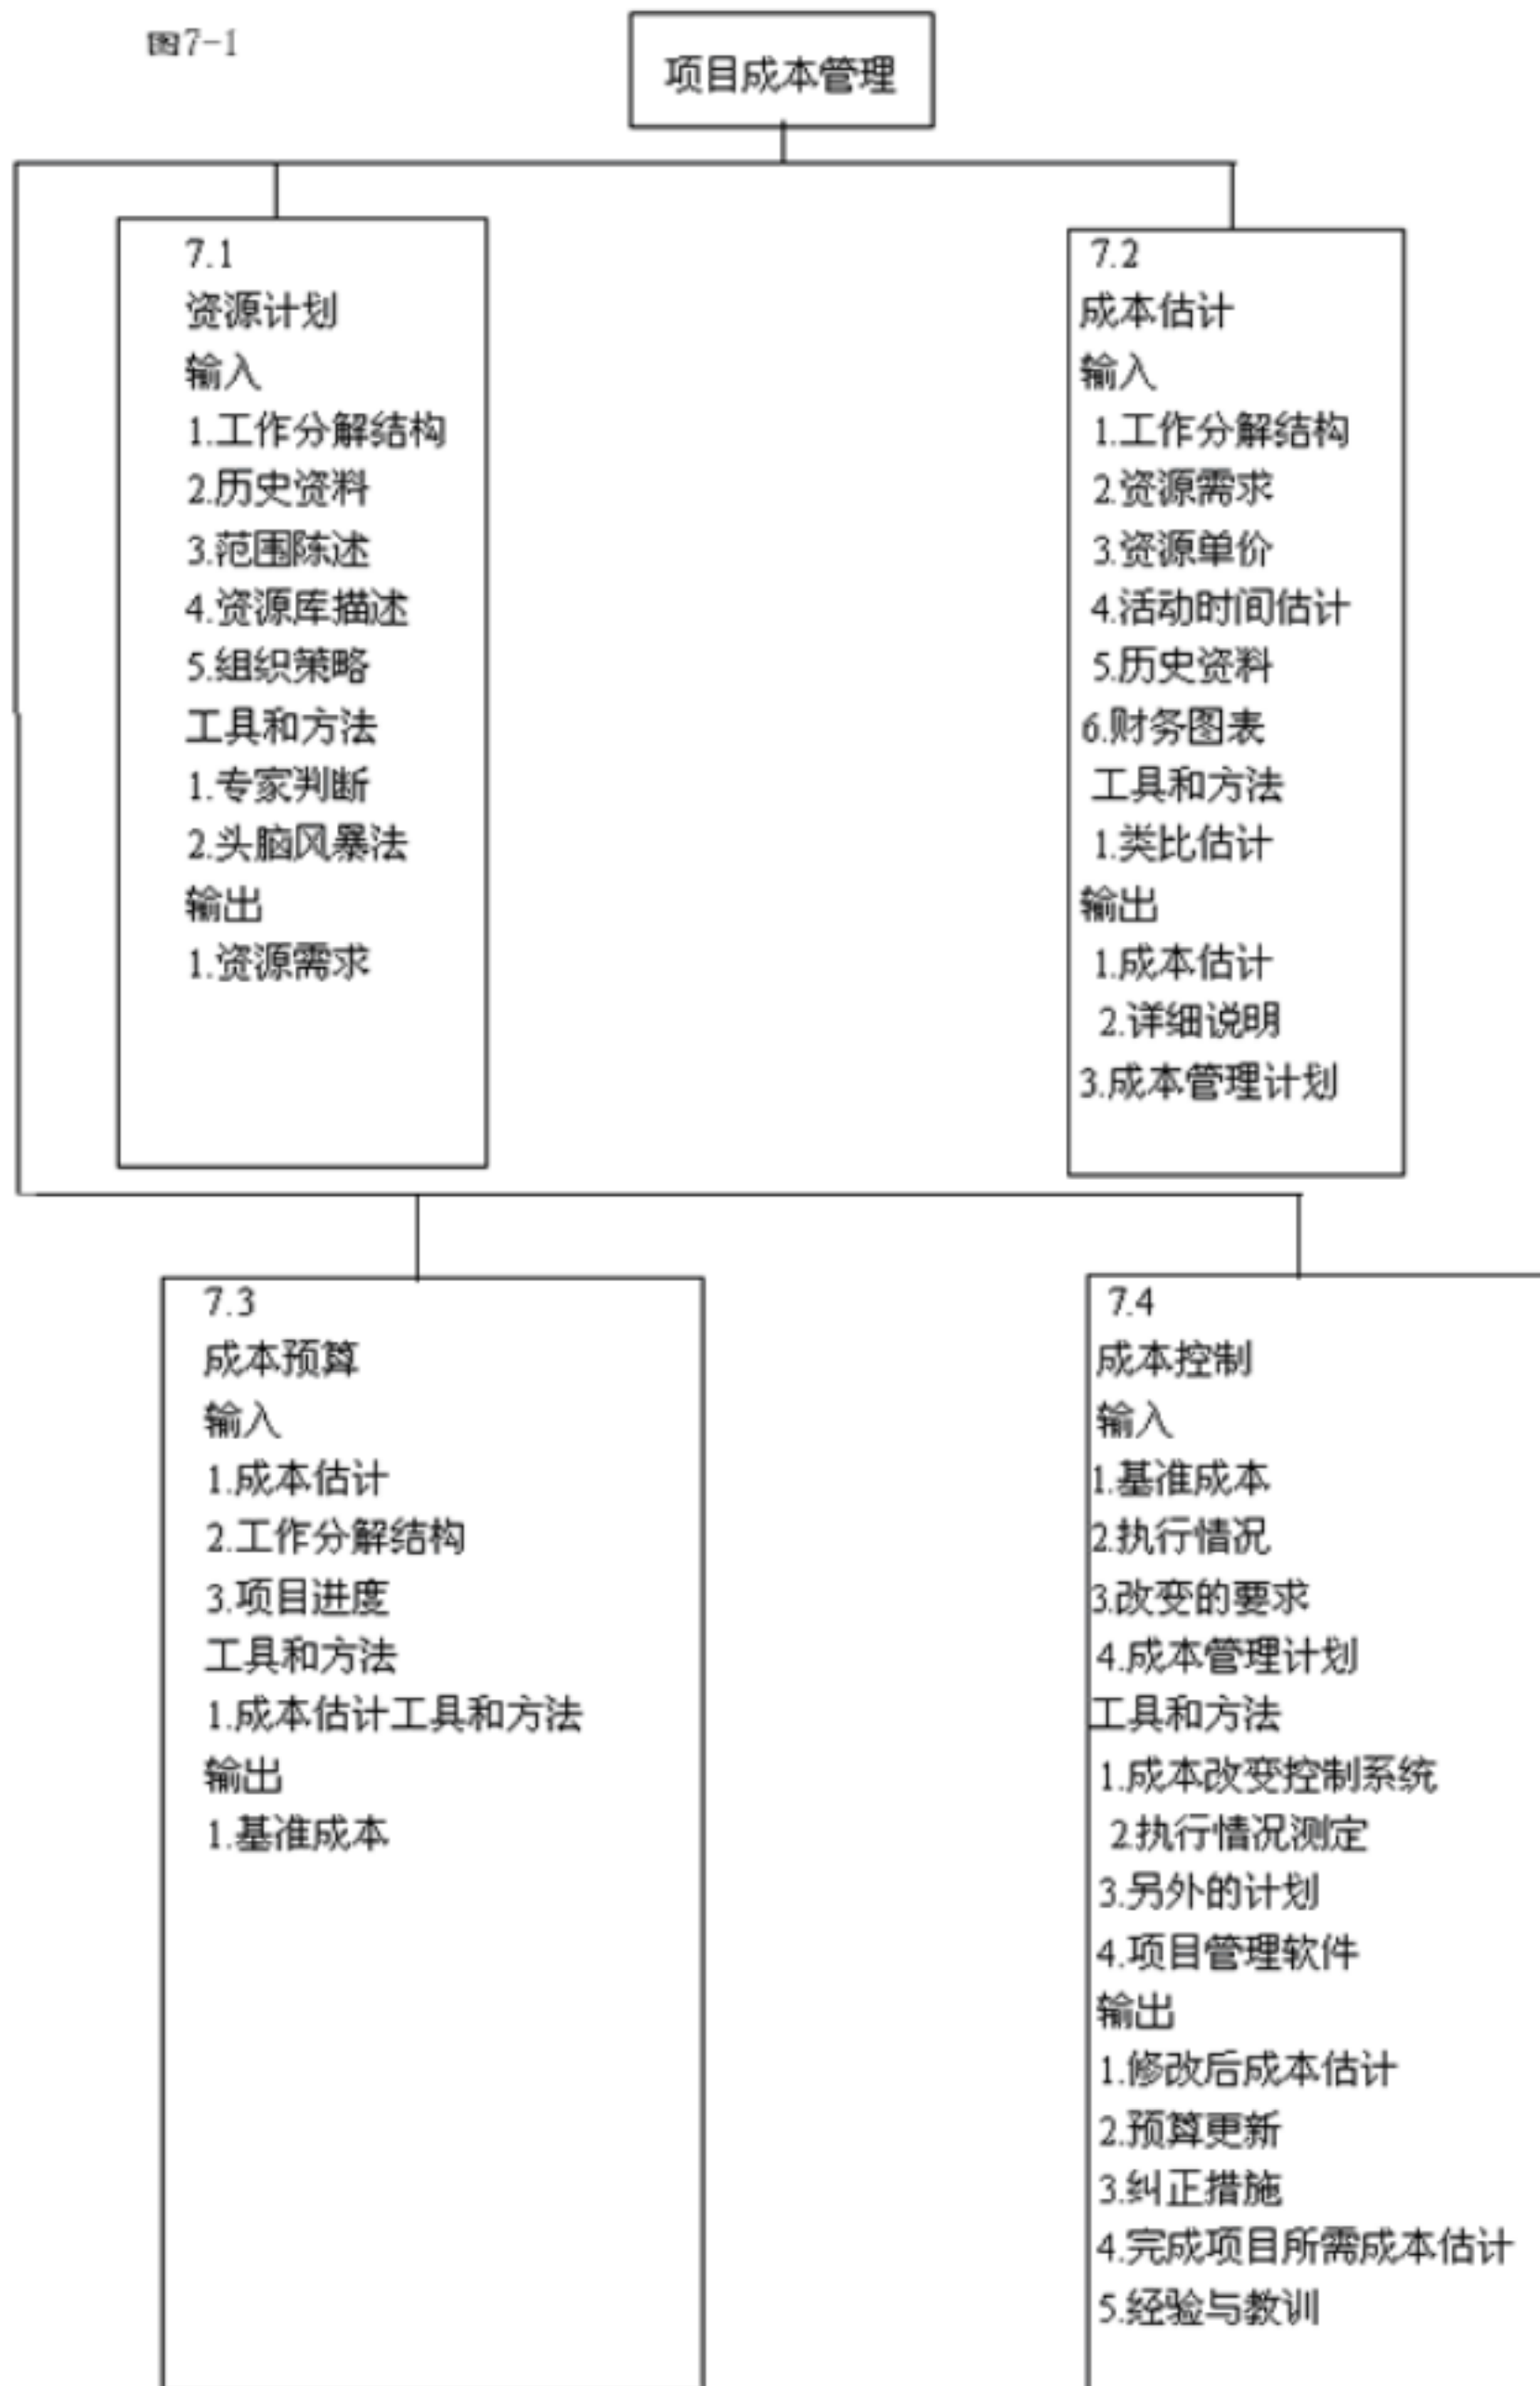 图7-1
项目成本管理
7.1
资源计划
输入
1.工作分解结构
2.历史资料
3.范围陈述
4.资源库描述
5.组织策略
工具和方法
1.专家判断
2.头脑风暴法
输出
1.资源需求
7.2
成本估计
输入
1.工作分解结构
2.资源需求
3.资源单价
4.活动时间估计
5.历史资料
6.财务图表
工具和方法
1.类比估计
输出
1.成本估计
2.详细说明
3.成本管理计划
7.3
成本预算
输入
1.成本估计
2.工作分解结构
3.项目进度
工具和方法
1.成本估计工具和方法
输出
1.基准成本
7.4
成本控制
输入
1.基准成本
2.执行情况
3.改变的要求
4.成本管理计划
工具和方法
1.成本改变控制系统
2.执行情况测定
3.另外的计划
4.项目管理软件
输出
1.修改后成本估计
2.预算更新
3.纠正措施
4.完成项目所需成本估计
5.经验与教训